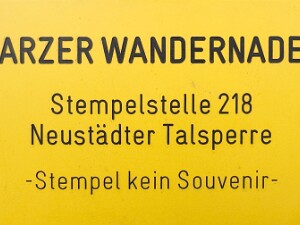 ARZER WANDERNADE
Stempelstelle 218
Neustädter Talsperre
-Stempel kein Souvenir-